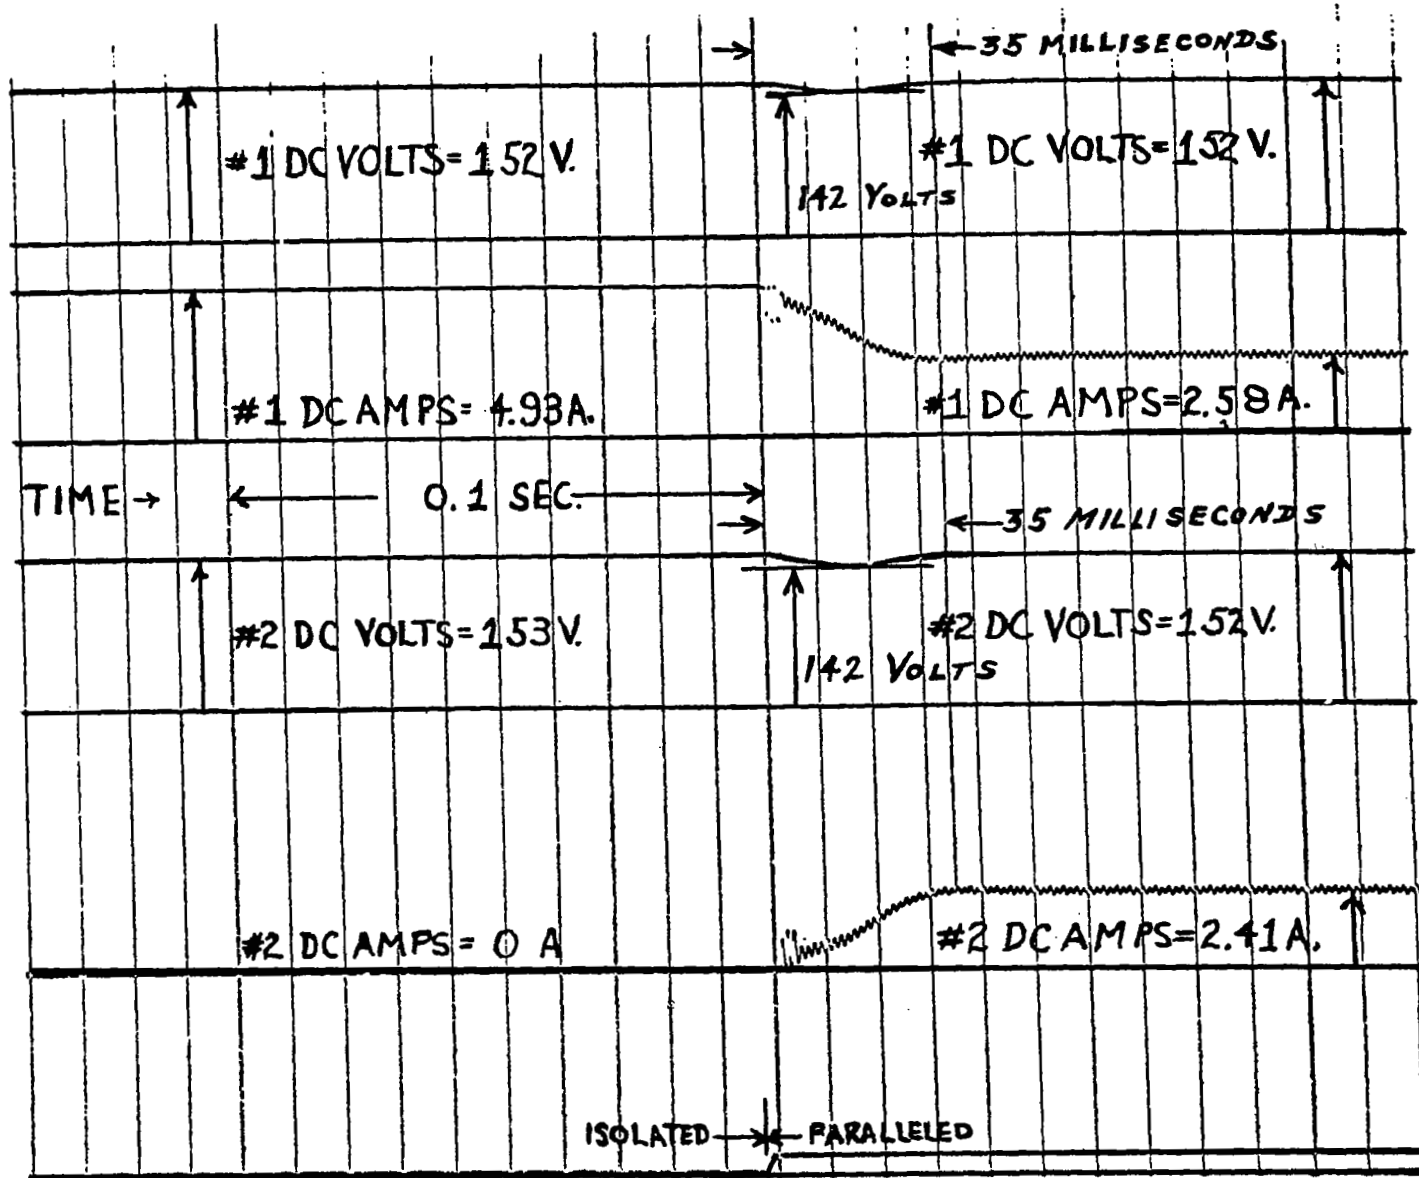 35 MILLISECONDS
#1 DC VOLTS=152 V.
#1 DC VOLTS=152 V.
142 VOLTS
#1 DC AMPS= 4.93A.
#1 DC AMPS=2.58A.
TIME →
0.1 SEC.
35 MILLISECONDS
#2 DC VOLTS=153V.
#2 DC VOLTS=152V.
142 VOLTS
#2 DC AMPS= 0 A
#2 DC AMPS=2.41A.
ISOLATED
PARALLELED